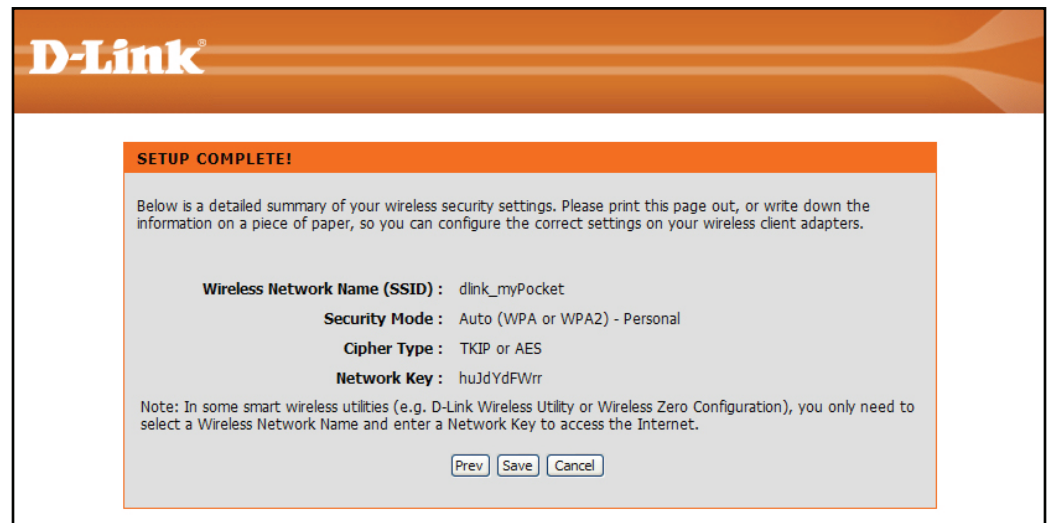 D-Link®
SETUP COMPLETE!
Below is a detailed summary of your wireless security settings. Please print this page out, or write down the
information on a piece of paper, so you can configure the correct settings on your wireless client adapters.
Wireless Network Name (SSID) : dlink_myPocket
Security Mode : Auto (WPA or WPA2) - Personal
Cipher Type : TKIP or AES
Network Key : huJdYdFWrr
Note: In some smart wireless utilities (e.g. D-Link Wireless Utility or Wireless Zero Configuration), you only need to
select a Wireless Network Name and enter a Network Key to access the Internet.
Prev Save Cancel